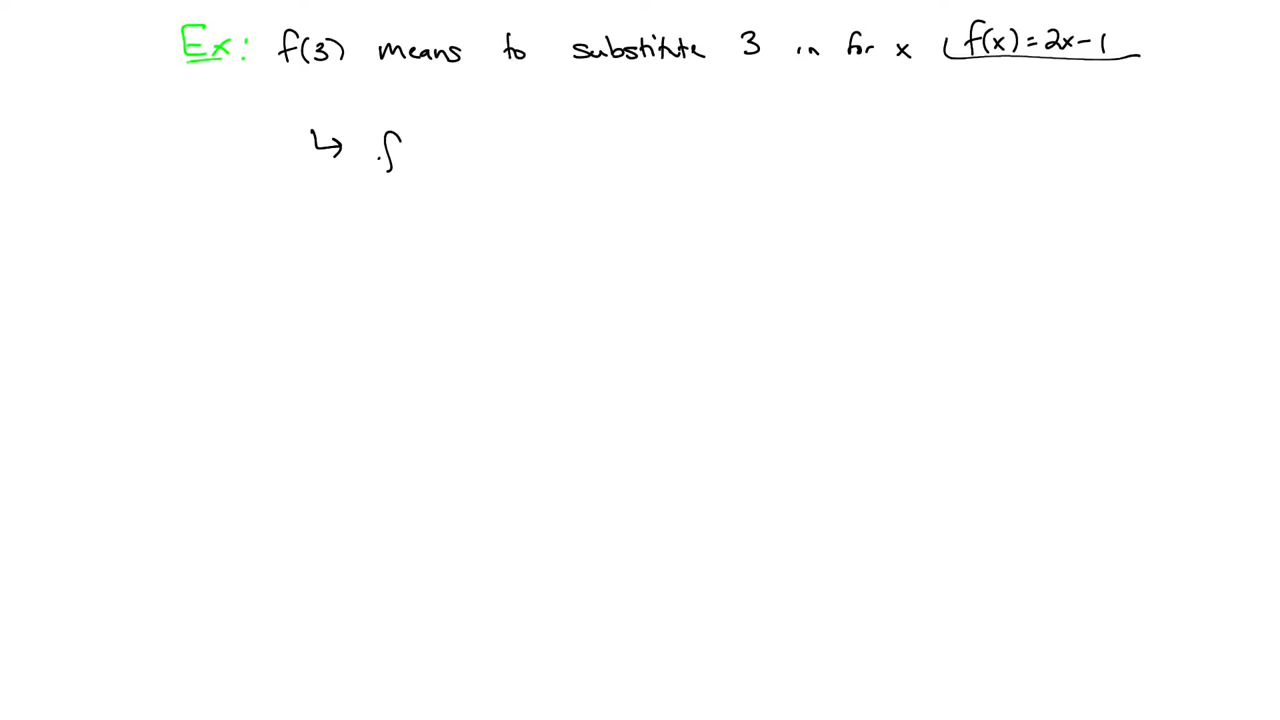 Ex: f(3) means to substitute 3 in for x f(x) = 2x - 1
↳ f